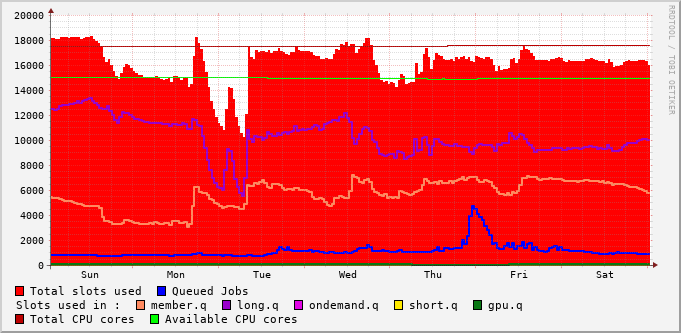 20000
18000
16000
14000
12000
10000
8000
6000
4000
2000
0
Sun Mon Tue Wed Thu Fri Sat
RRDTOOL / TOBI OETIKER
Total slots used Queued Jobs
Slots used in : member.q long.q ondemand.q short.q gpu.q
Total CPU cores Available CPU cores